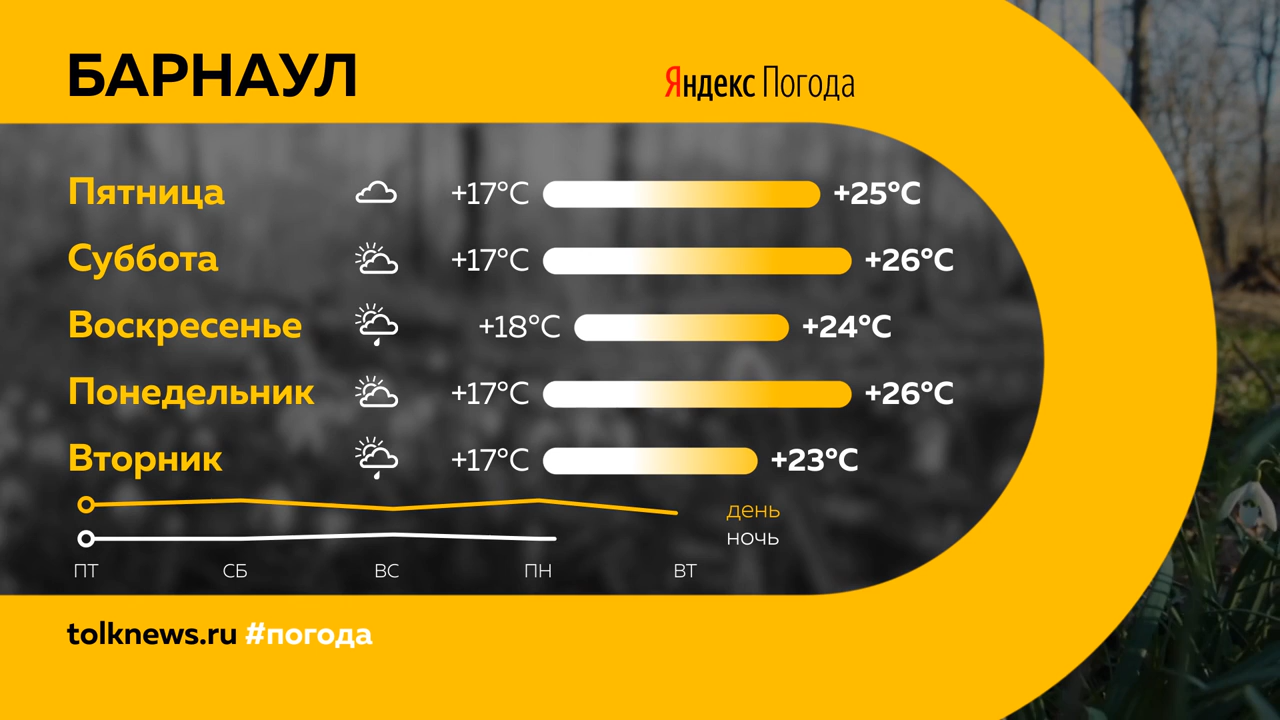 БАРНАУЛ
Яндекс Погода
Пятница +17°C +25°C
Суббота +17°C +26°C
Воскресенье +18°C +24°C
Понедельник +17°C +26°C
Вторник +17°C +23°C
день
ночь
ПТ СБ ВС ПН ВТ
tolknews.ru #погода